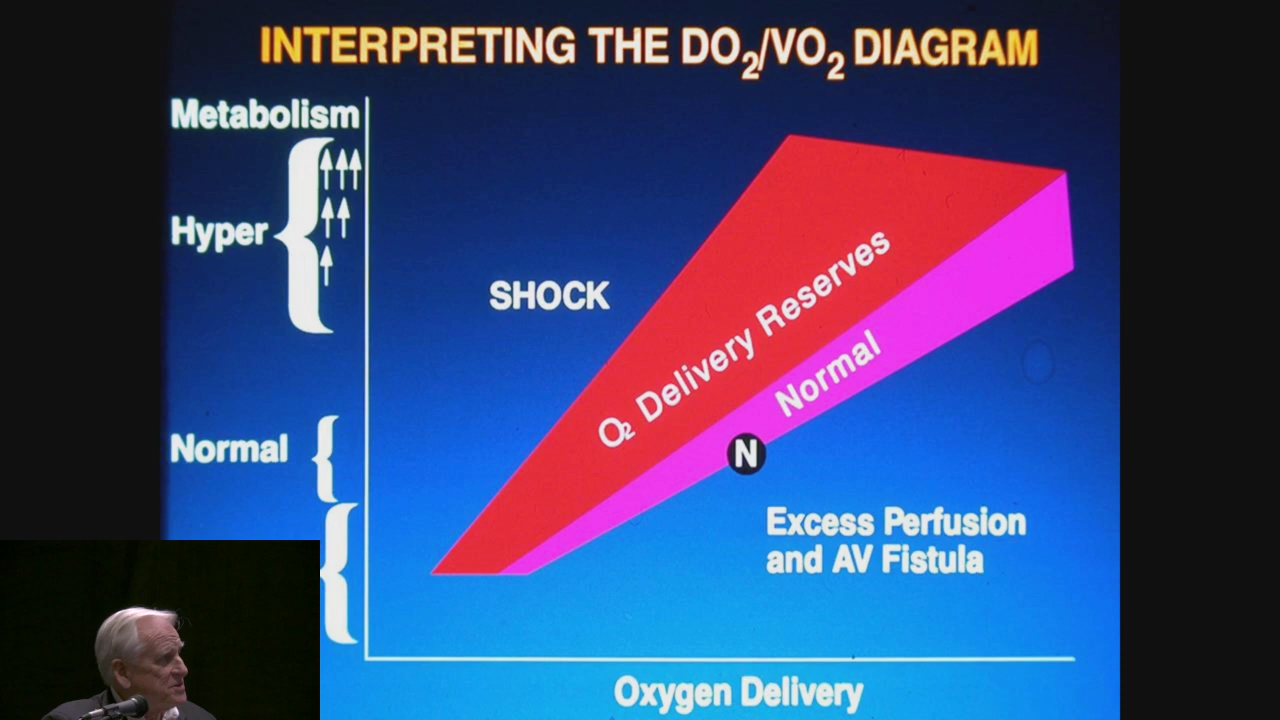 INTERPRETING THE DO2/VO2 DIAGRAM
Metabolism
Hyper
SHOCK
O2 Delivery Reserves
Normal
Normal
N
Excess Perfusion
and AV Fistula
Oxygen Delivery